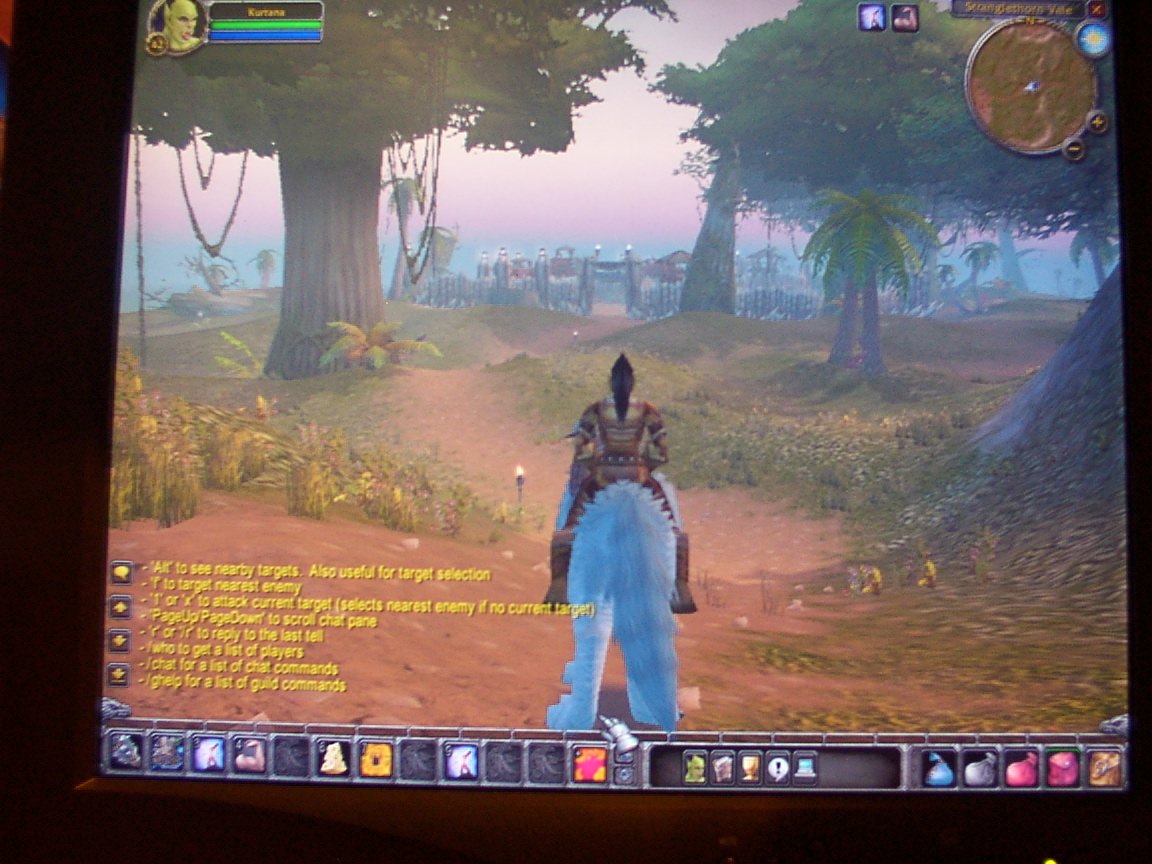 Kurtana
Stranglethorn Vale
N
42
- 'Alt' to see nearby targets. Also useful for target selection
- 'f' to target nearest enemy
- '1' or 'x' to attack current target (selects nearest enemy if no current target)
- 'PageUp/PageDown' to scroll chat pane
- 'r' or '/r' to reply to the last tell
- /who to get a list of players
- /chat for a list of chat commands
- /ghelp for a list of guild commands